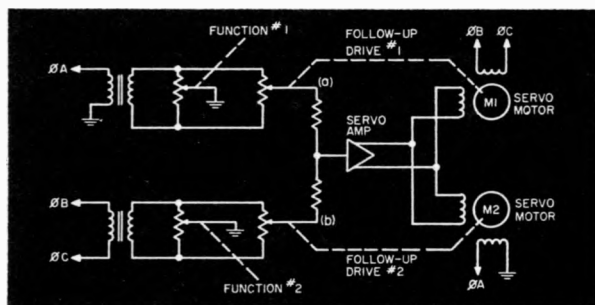 FUNCTION #1
FOLLOW-UP
DRIVE #1
ØB ØC
ØA
(a)
M1
SERVO
MOTOR
SERVO
AMP
ØB
ØC
(b)
M2
SERVO
MOTOR
FUNCTION #2
FOLLOW-UP
DRIVE #2
ØA